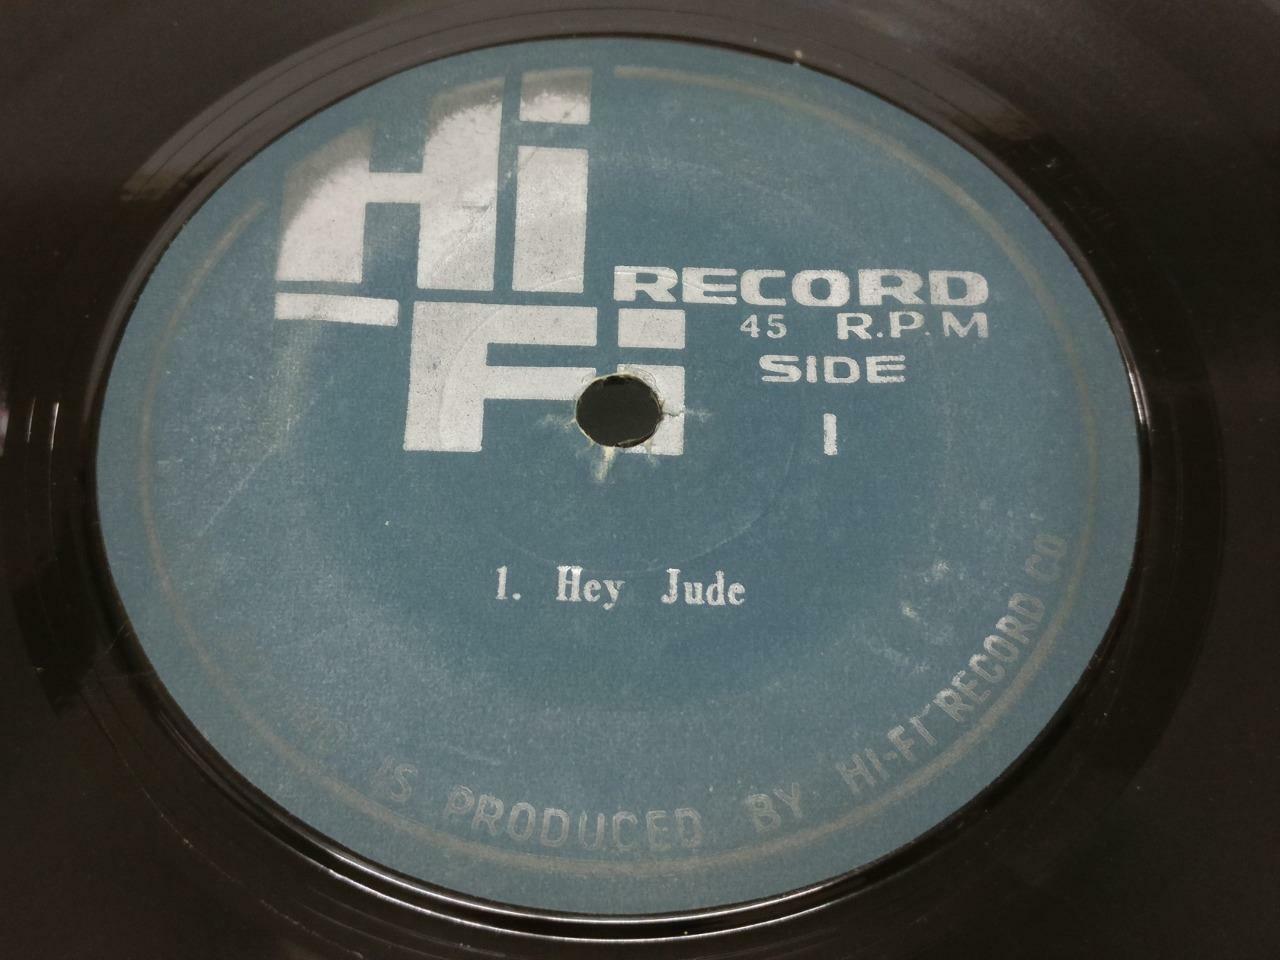 Hi-Fi RECORD
45 R.P.M
SIDE
1
1. Hey Jude
IS PRODUCED BY HI-FI RECORD CO